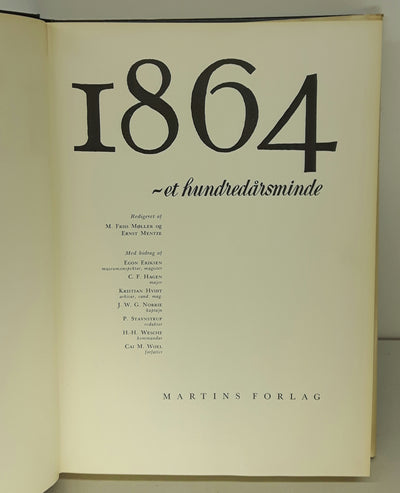 1864
~et hundredårsminde
Redigeret af
M. Friis Møller og
Ernst Mentze
Med bidrag af
Egon Eriksen
museumsinspektør, magister
C. F. Hagen
major
Kristian Hvidt
arkivar, cand. mag.
J. W. G. Norrie
kaptajn
P. Stavnstrup
redaktør
H.-H. Wesche
kommandør
Cai M. Woel
forfatter
MARTINS FORLAG